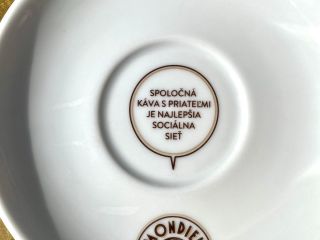 SPOLOČNÁ
KÁVA S PRIATEĽMI
JE NAJLEPŠIA
SOCIÁLNA
SIEŤ